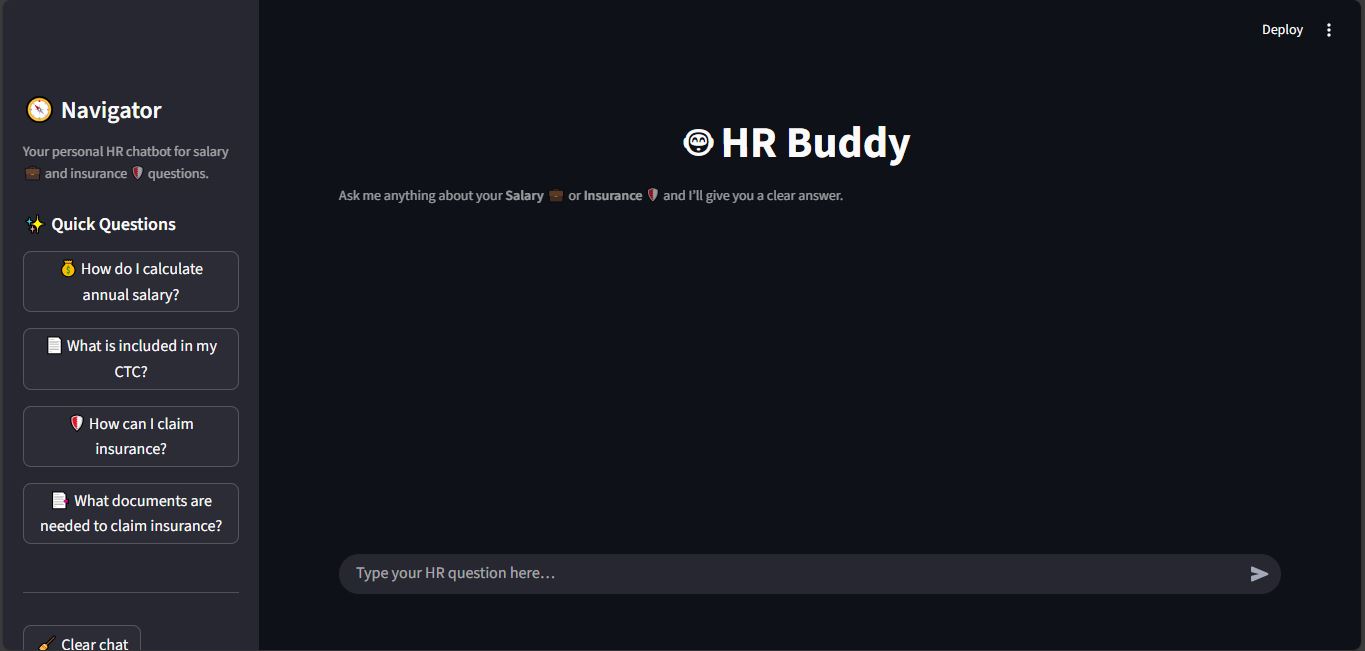 Deploy
🧭 Navigator
Your personal HR chatbot for salary
💼 and insurance 🛡️ questions.
✨ Quick Questions
💰 How do I calculate
annual salary?
📄 What is included in my
CTC?
🛡️ How can I claim
insurance?
📑 What documents are
needed to claim insurance?
🧹 Clear chat
HR Buddy
Ask me anything about your Salary 💼 or Insurance 🛡️ and I’ll give you a clear answer.
Type your HR question here…